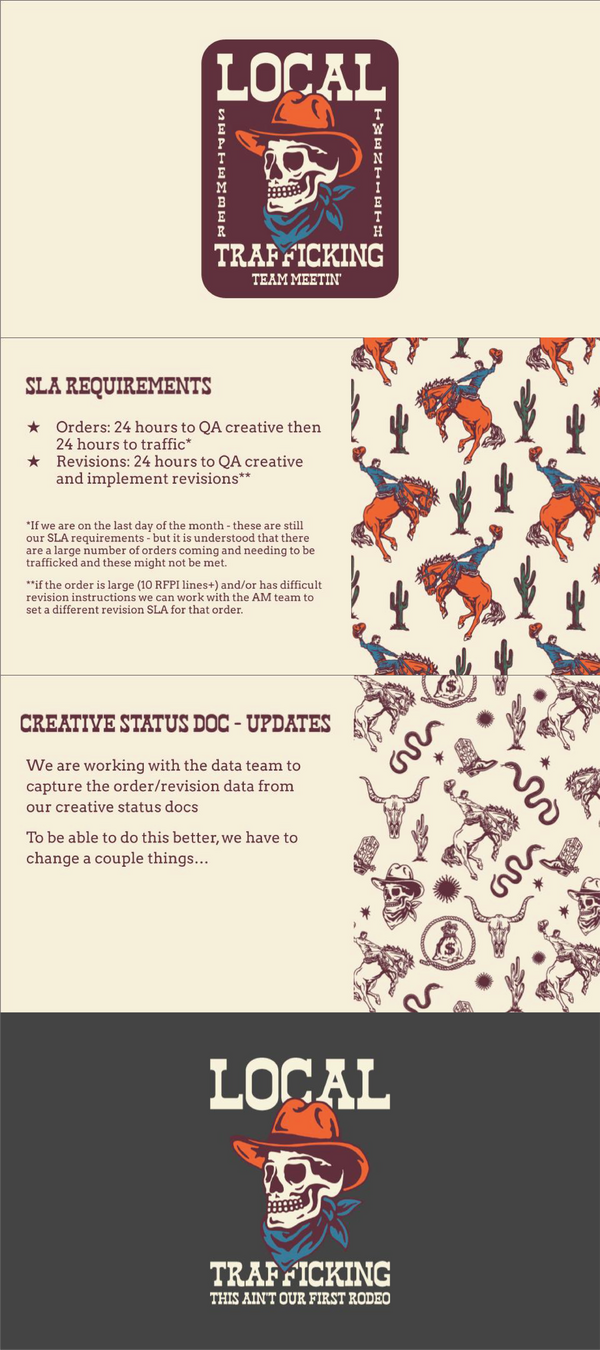 LOCAL
SEPTEMBER
TWENTIETH
TRAFFICKING
TEAM MEETIN'
SLA REQUIREMENTS
★ Orders: 24 hours to QA creative then
24 hours to traffic*
★ Revisions: 24 hours to QA creative
and implement revisions**
*If we are on the last day of the month - these are still
our SLA requirements - but it is understood that there
are a large number of orders coming and needing to be
trafficked and these might not be met.
**if the order is large (10 RFPI lines+) and/or has difficult
revision instructions we can work with the AM team to
set a different revision SLA for that order.
CREATIVE STATUS DOC - UPDATES
We are working with the data team to
capture the order/revision data from
our creative status docs
To be able to do this better, we have to
change a couple things...
$
$
LOCAL
TRAFFICKING
THIS AIN'T OUR FIRST RODEO